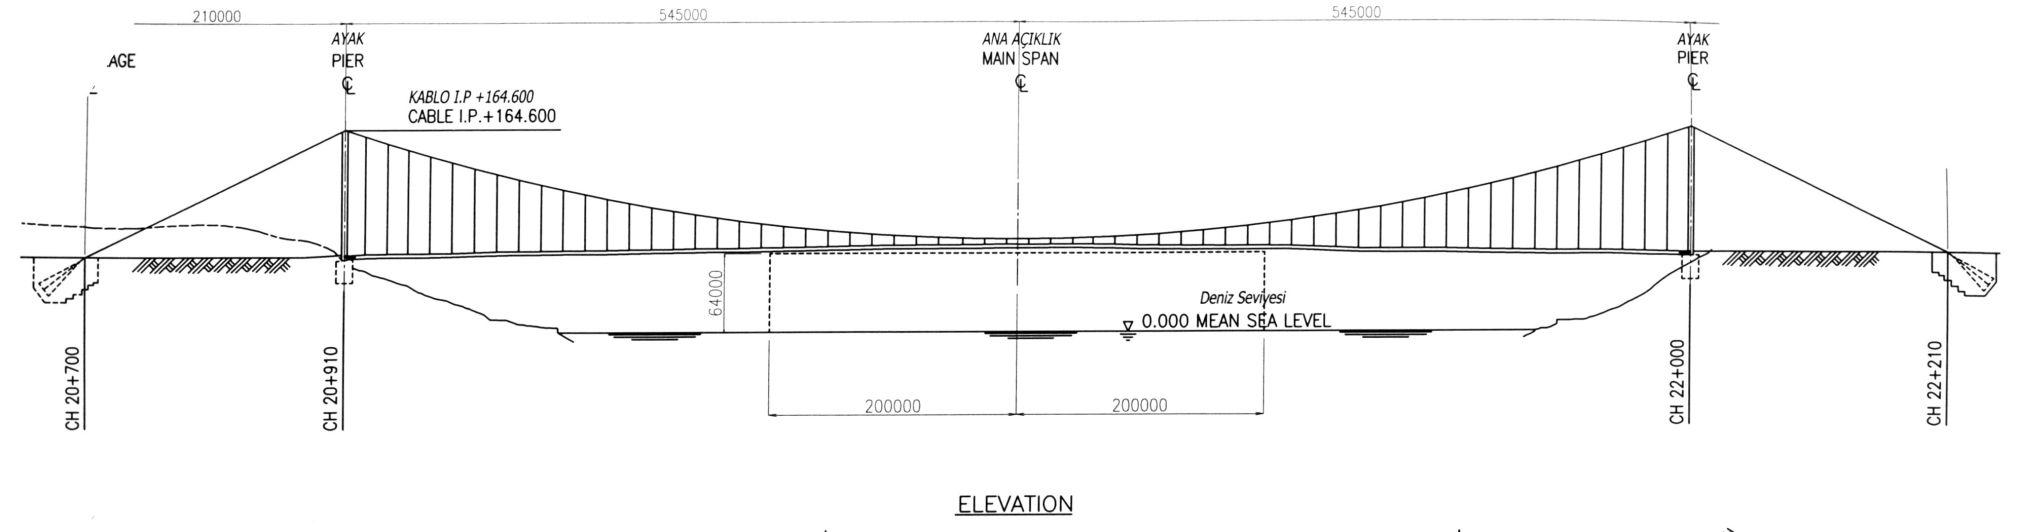 210000
545000
545000
AGE
AYAK
PIER
℄
ANA AÇIKLIK
MAIN SPAN
℄
AYAK
PIER
℄
KABLO I.P +164.600
CABLE I.P.+164.600
64000
Deniz Seviyesi
0.000 MEAN SEA LEVEL
CH 20+700
CH 20+910
CH 22+000
CH 22+210
200000
200000
ELEVATION